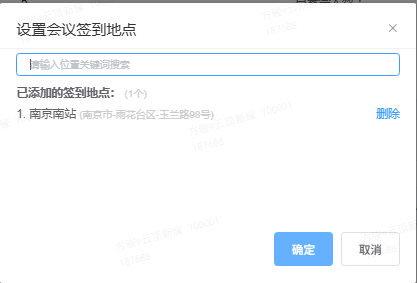 设置会议签到地点
请输入位置关键词搜索
已添加的签到地点： (1个)
1. 南京南站 (南京市-雨花台区-玉兰路98号) 删除
确定 取消